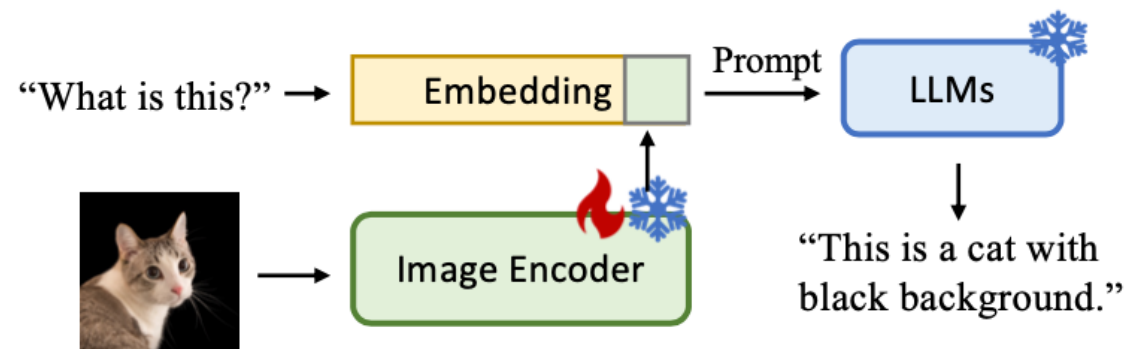 “What is this?”
Embedding
Prompt
LLMs
Image Encoder
“This is a cat with
black background.”